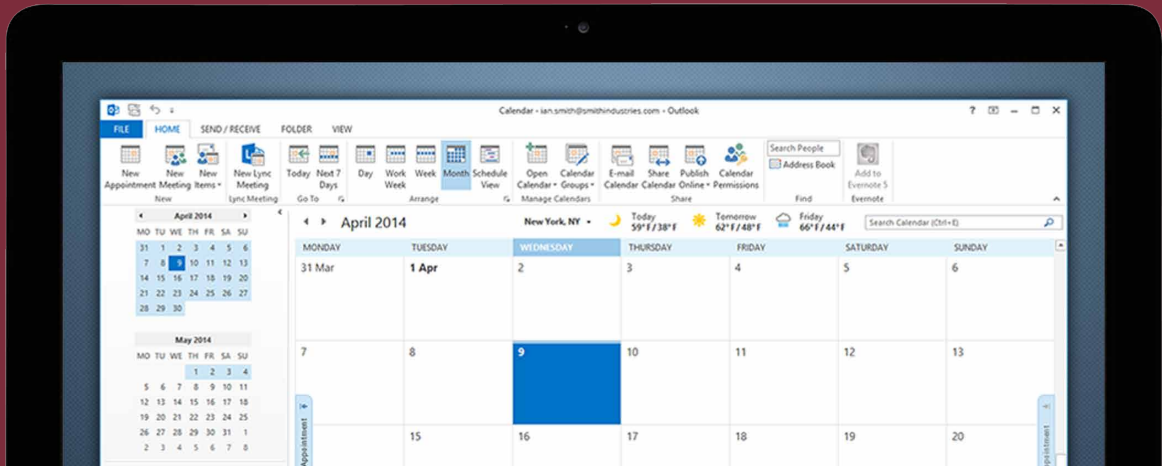 Calendar - ian.smith@smithindustries.com - Outlook
FILE HOME SEND / RECEIVE FOLDER VIEW
New Appointment
New Meeting
New Items
New Lync Meeting
Today
Next 7 Days
Day
Work Week
Week
Month
Schedule View
Open Calendar
Calendar Groups
E-mail Calendar
Share Calendar
Publish Online
Calendar Permissions
Search People
Address Book
Add to Evernote 5
New
Lync Meeting
Go To
Arrange
Manage Calendars
Share
Find
Evernote
April 2014
MO TU WE TH FR SA SU
31 1 2 3 4 5 6
7 8 9 10 11 12 13
14 15 16 17 18 19 20
21 22 23 24 25 26 27
28 29 30
May 2014
MO TU WE TH FR SA SU
1 2 3 4
5 6 7 8 9 10 11
12 13 14 15 16 17 18
19 20 21 22 23 24 25
26 27 28 29 30 31 1
2 3 4 5 6 7 8
April 2014
New York, NY
Today
59°F/38°F
Tomorrow
62°F/48°F
Friday
66°F/44°F
Search Calendar (Ctrl+E)
MONDAY TUESDAY WEDNESDAY THURSDAY FRIDAY SATURDAY SUNDAY
31 Mar 1 Apr 2 3 4 5 6
7 8 9 10 11 12 13
15 16 17 18 19 20
Appointment